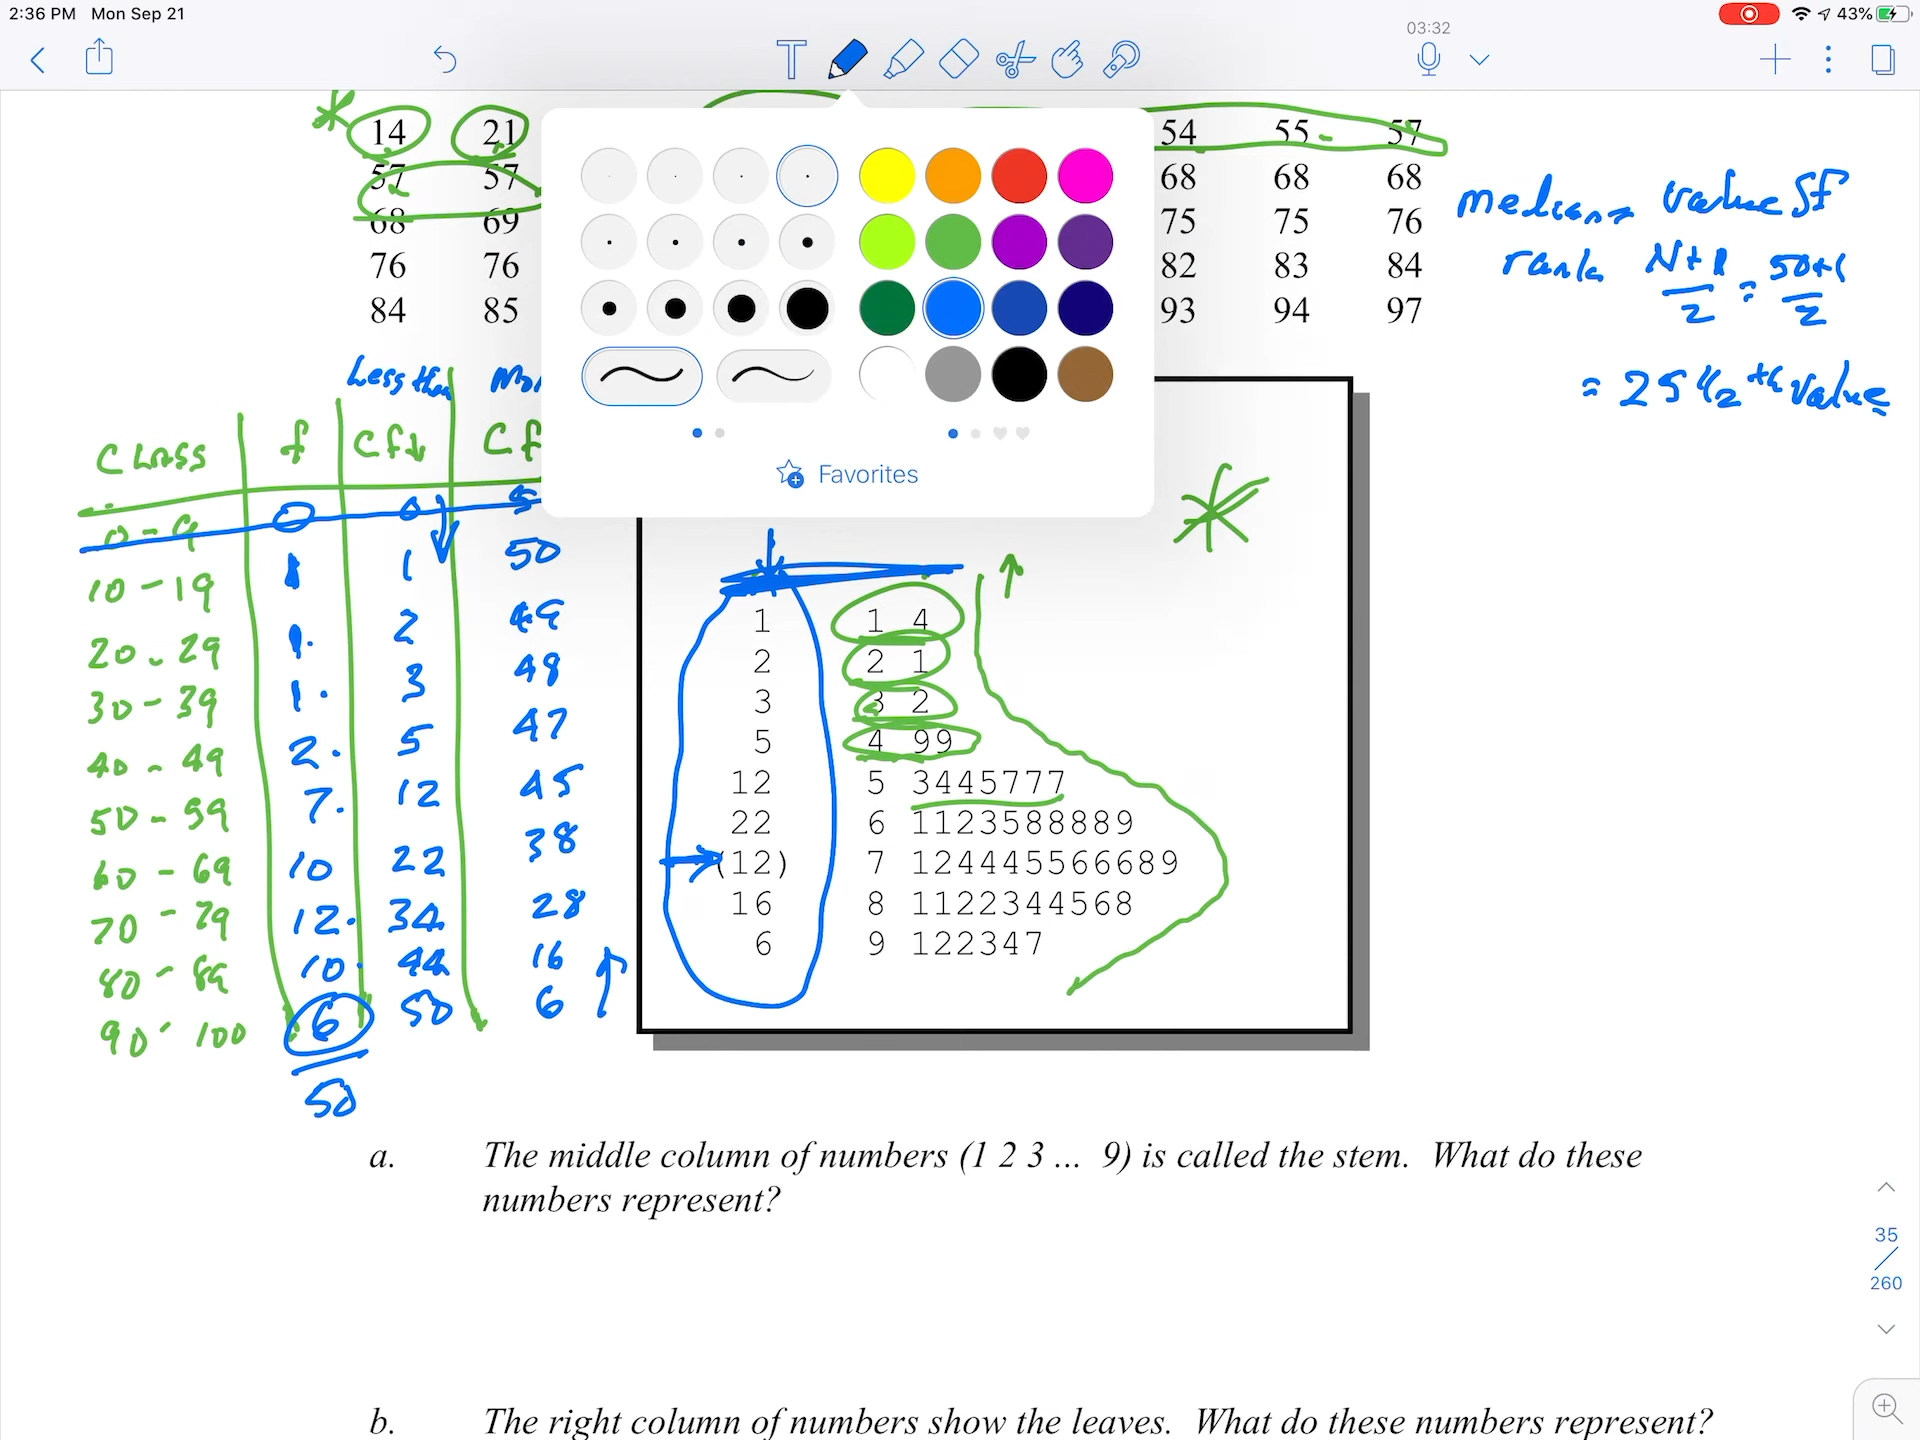 2:36 PM Mon Sep 21
43%
03:32
T
14 21 54 55 57
57 57 68 68 68
68 69 75 75 76
76 76 82 83 84
84 85 93 94 97
median = value of
rank N+1 = 50+1
2 2
= 25 1/2 th value
Favorites
Less than
CLASS f Cf↓ Cf
0-9 0 0
10-19 1 1 50
20-29 1 2 49
30-39 1 3 48
40-49 2 5 47
50-59 7 12 45
60-69 10 22 38
70-79 12 34 28
80-89 10 44 16
90-100 6 50 6
50
1 1 4
2 2 1
3 3 2
5 4 99
12 5 3445777
22 6 1123588889
(12) 7 124445566689
16 8 1122344568
6 9 122347
a. The middle column of numbers (1 2 3 ... 9) is called the stem. What do these
numbers represent?
b. The right column of numbers show the leaves. What do these numbers represent?
35
260